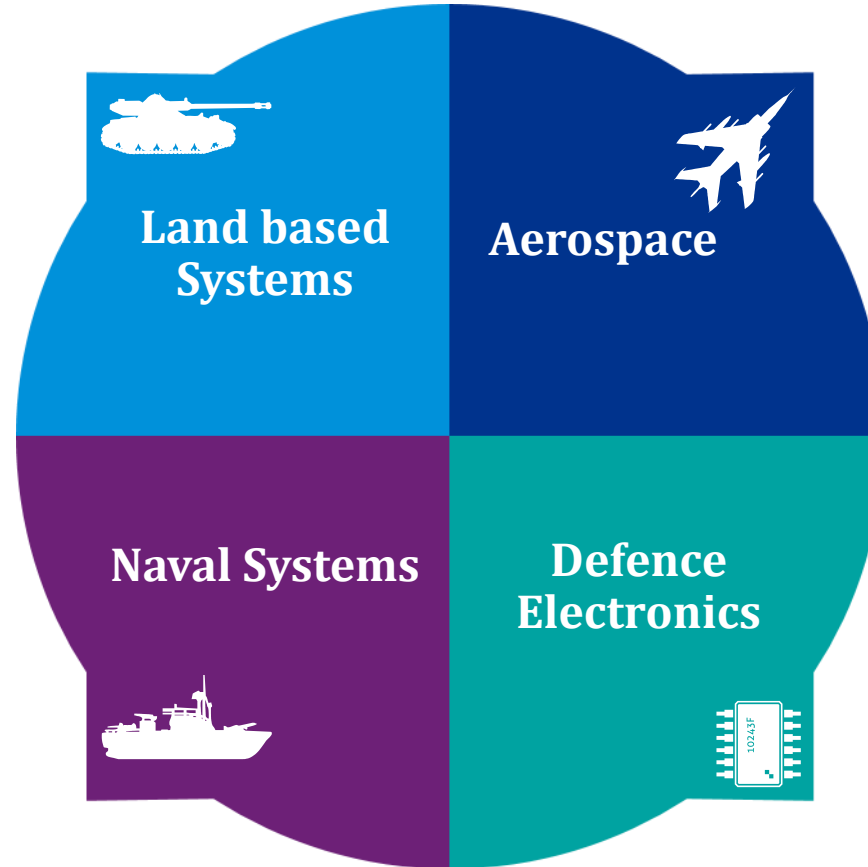 Land based
Systems
Aerospace
Naval Systems
Defence
Electronics
10243F